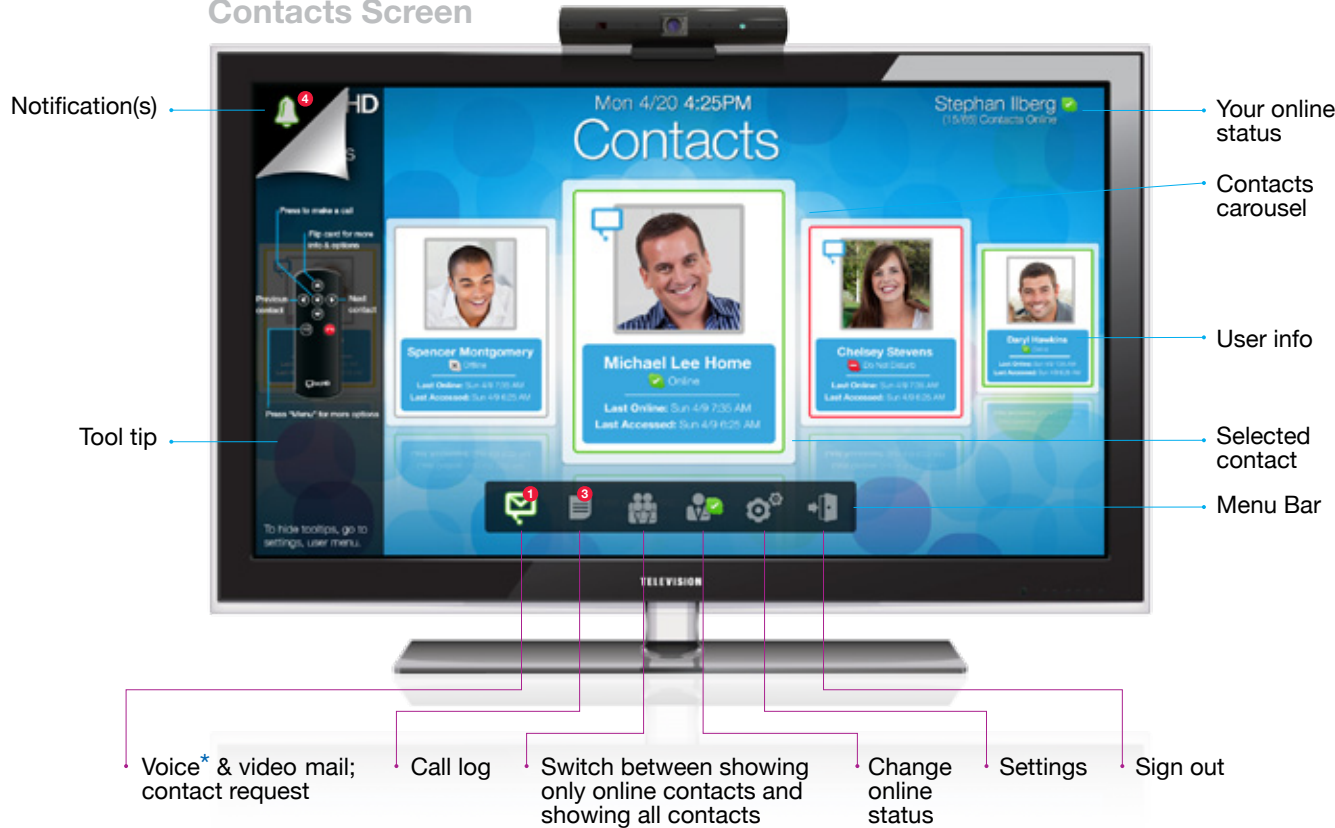 Contacts Screen
Notification(s)
4
HD
Mon 4/20 4:25PM
Contacts
Stephan Ilberg
(15/65) Contacts Online
Your online
status
Contacts
carousel
Press to make a call
Flip card for more
info & options
Previous
contact
Next
contact
Press "Menu" for more options
Spencer Montgomery
Offline
Last Online: Sun 4/9 7:35 AM
Last Accessed: Sun 4/9 6:25 AM
Michael Lee Home
Online
Last Online: Sun 4/9 7:35 AM
Last Accessed: Sun 4/9 6:25 AM
Chelsey Stevens
Do Not Disturb
Last Online: Sun 4/9 7:35 AM
Last Accessed: Sun 4/9 6:25 AM
Daryl Hawkins
User info
Tool tip
Selected
contact
Menu Bar
1
3
To hide tooltips, go to
settings, user menu.
TELEVISION
Voice* & video mail;
contact request
Call log
Switch between showing
only online contacts and
showing all contacts
Change
online
status
Settings
Sign out